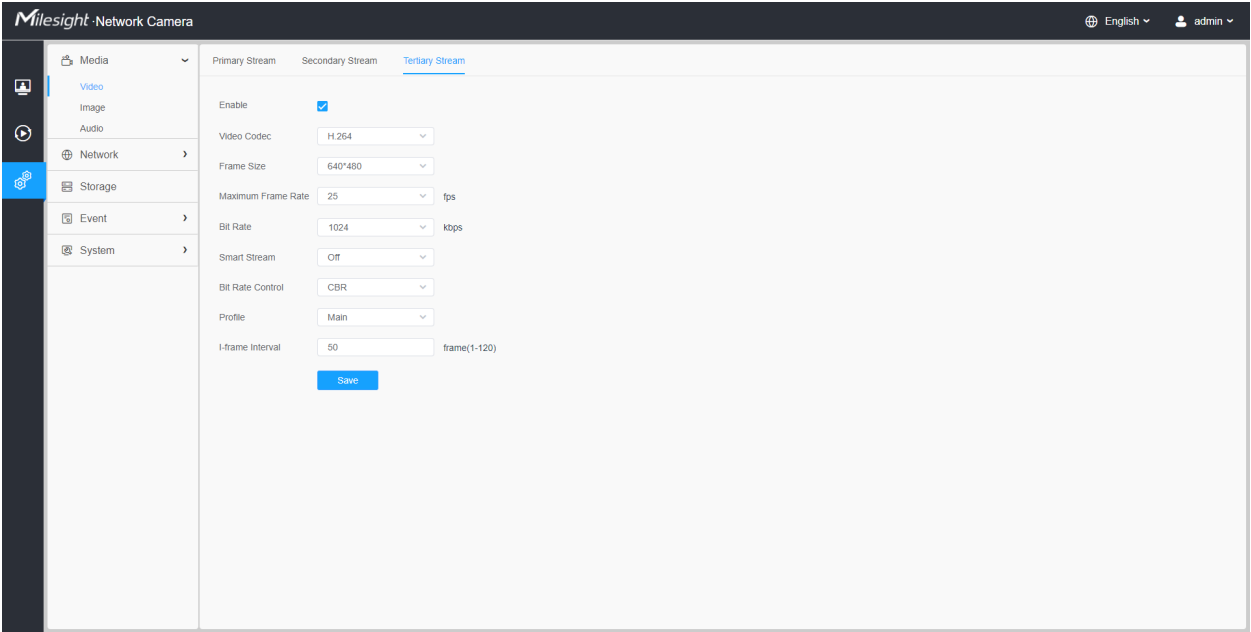 Milesight ·Network Camera
English
admin
Media
Video
Image
Audio
Network
Storage
Event
System
Primary Stream Secondary Stream Tertiary Stream
Enable
Video Codec H.264
Frame Size 640*480
Maximum Frame Rate 25 fps
Bit Rate 1024 kbps
Smart Stream Off
Bit Rate Control CBR
Profile Main
I-frame Interval 50 frame(1-120)
Save